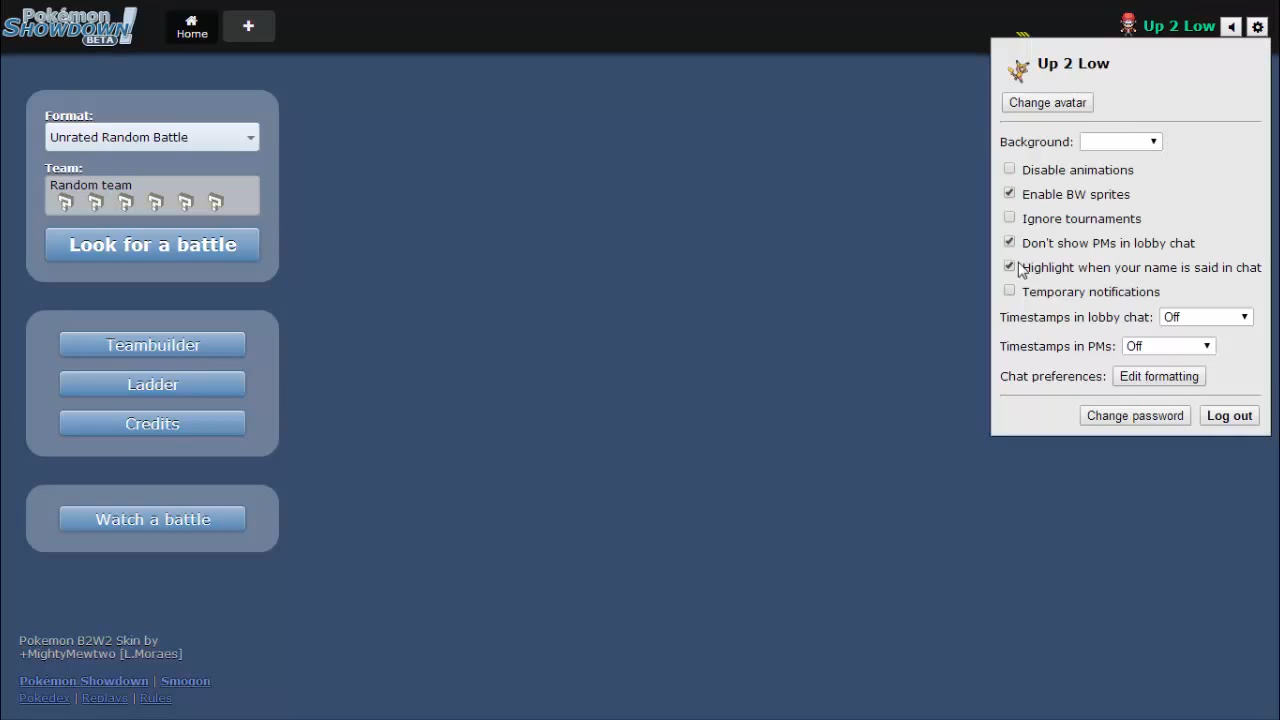 Pokémon
SHOWDOWN!
BETA
Home
+
Up 2 Low
Format:
Unrated Random Battle
Team:
Random team
Look for a battle
Teambuilder
Ladder
Credits
Watch a battle
Pokemon B2W2 Skin by
+MightyMewtwo [L.Moraes]
Pokemon Showdown | Smogon
Pokédex | Replays | Rules
Up 2 Low
Change avatar
Background:
Disable animations
Enable BW sprites
Ignore tournaments
Don't show PMs in lobby chat
Highlight when your name is said in chat
Temporary notifications
Timestamps in lobby chat: Off
Timestamps in PMs: Off
Chat preferences: Edit formatting
Change password Log out